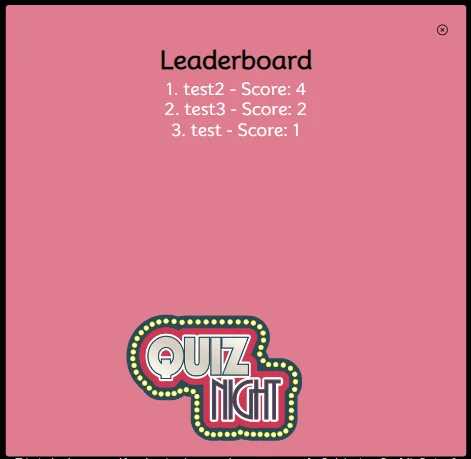 Leaderboard
1. test2 - Score: 4
2. test3 - Score: 2
3. test - Score: 1
QUIZ
NIGHT